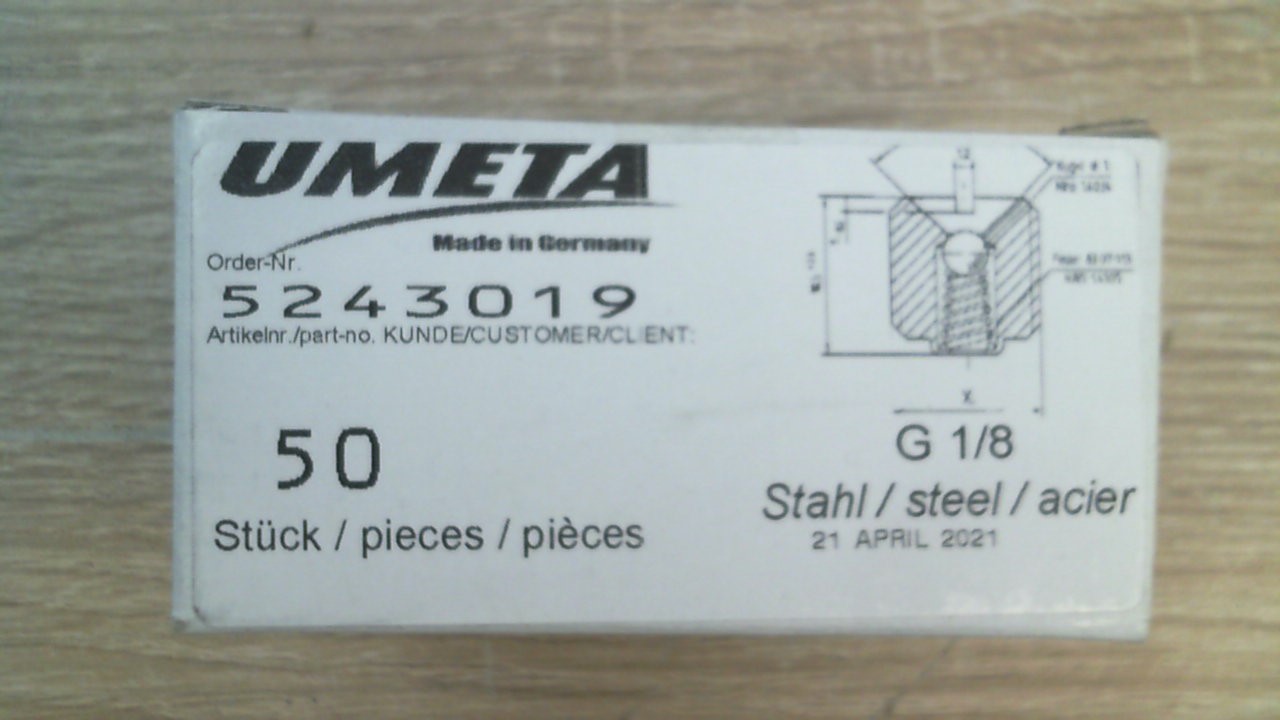 UMETA
Made in Germany
Order-Nr.
5243019
Artikelnr./part-no. KUNDE/CUSTOMER/CLIENT:
50
Stück / pieces / pièces
X
G 1/8
Stahl / steel / acier
21 APRIL 2021